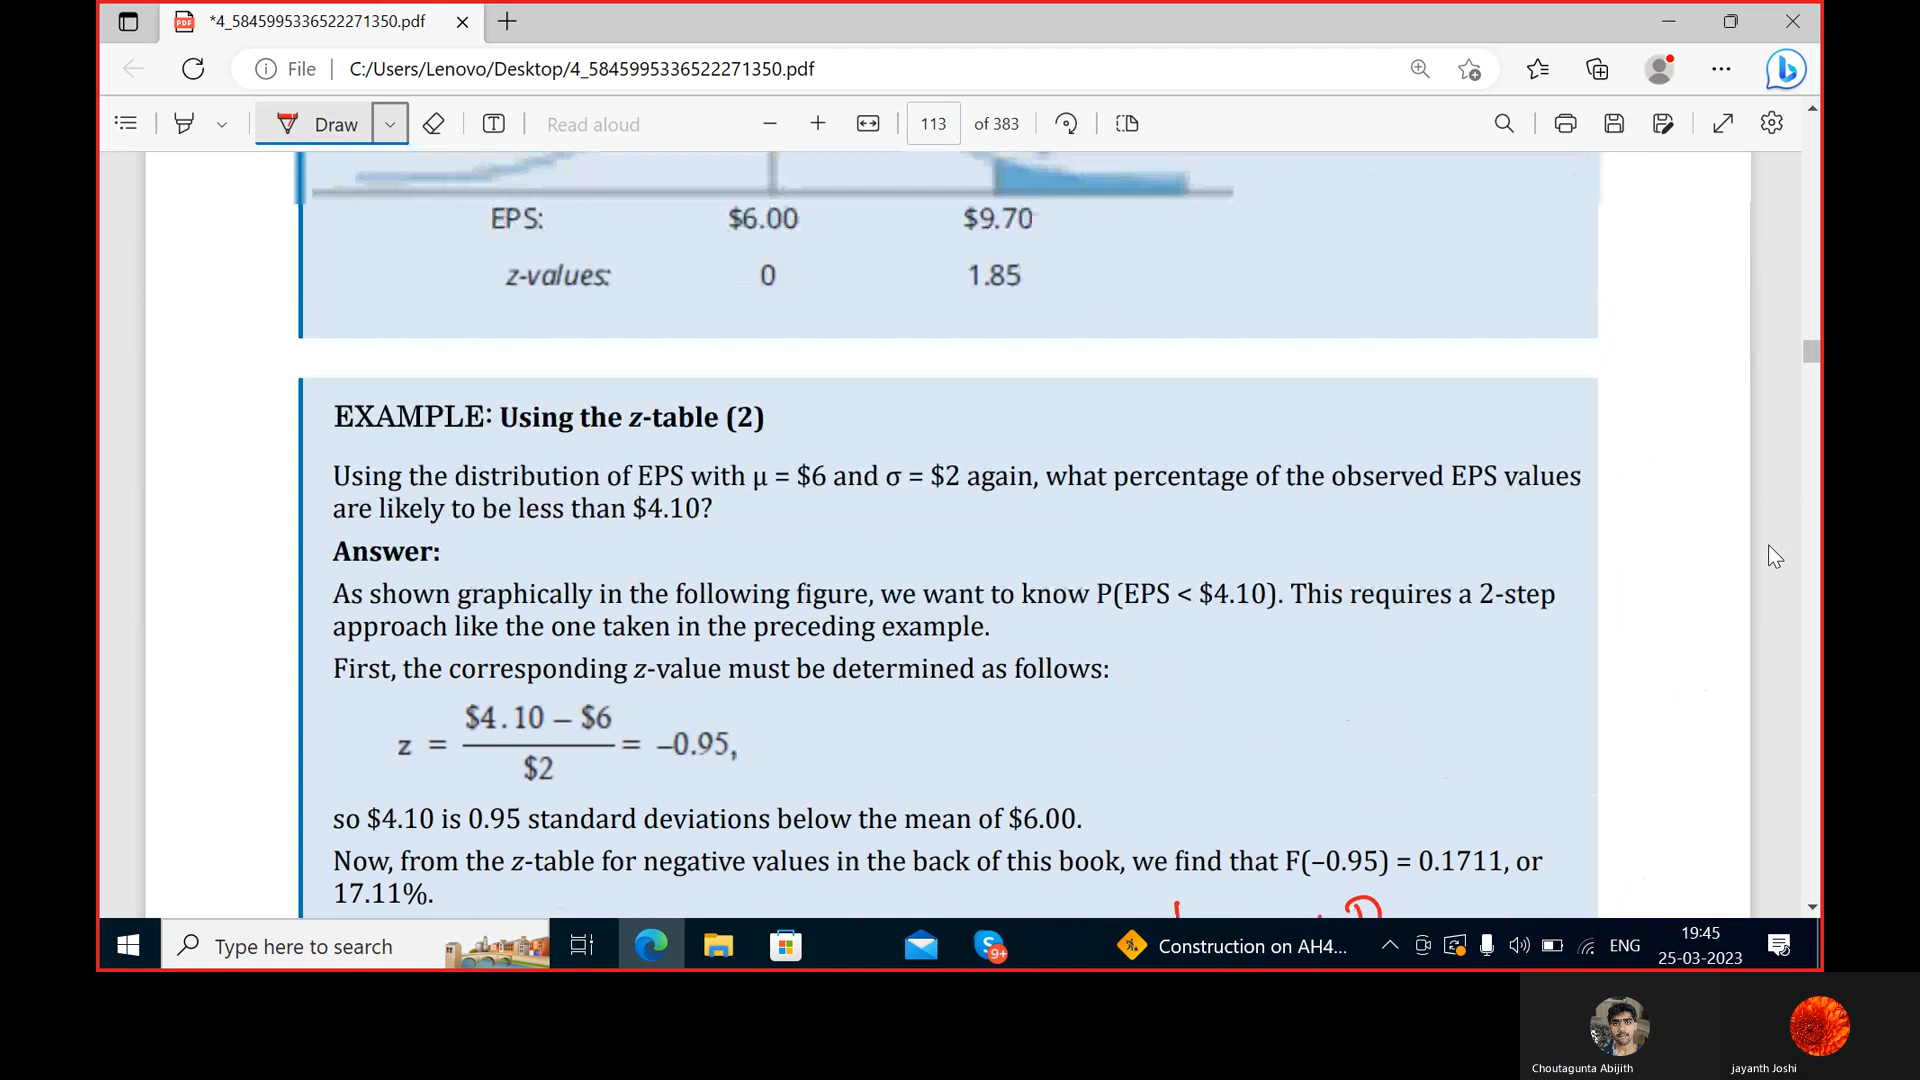 *4_5845995336522271350.pdf
File
C:/Users/Lenovo/Desktop/4_5845995336522271350.pdf
Draw
Read aloud
113
of 383
EPS: $6.00 $9.70
z-values: 0 1.85
EXAMPLE: Using the z-table (2)
Using the distribution of EPS with μ = $6 and σ = $2 again, what percentage of the observed EPS values
are likely to be less than $4.10?
Answer:
As shown graphically in the following figure, we want to know P(EPS < $4.10). This requires a 2-step
approach like the one taken in the preceding example.
First, the corresponding z-value must be determined as follows:
z = ($4.10 – $6) / $2 = –0.95,
so $4.10 is 0.95 standard deviations below the mean of $6.00.
Now, from the z-table for negative values in the back of this book, we find that F(–0.95) = 0.1711, or
17.11%.
Type here to search
9+
Construction on AH4...
ENG
19:45
25-03-2023
Choutagunta Abijith
jayanth Joshi